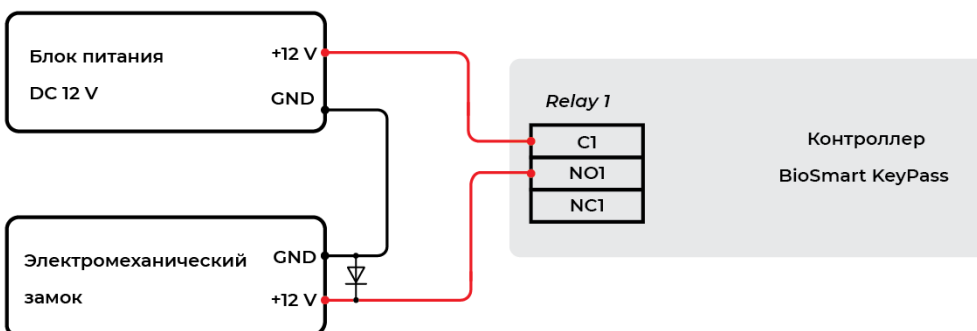 Блок питания
DC 12 V
+12 V
GND
Relay 1
C1
NO1
NC1
Контроллер
BioSmart KeyPass
Электромеханический
замок
GND
+12 V